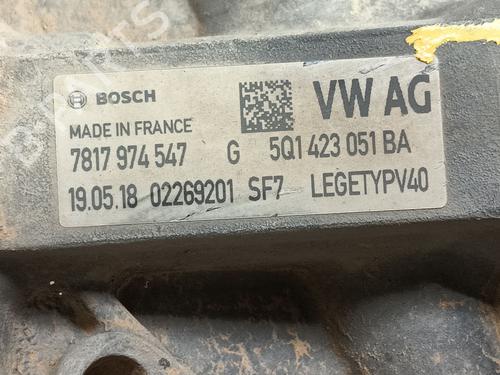 BOSCH
VW AG
MADE IN FRANCE
7817 974 547 G 5Q1 423 051 BA
19.05.18 02269201 SF7 LEGETYPV40